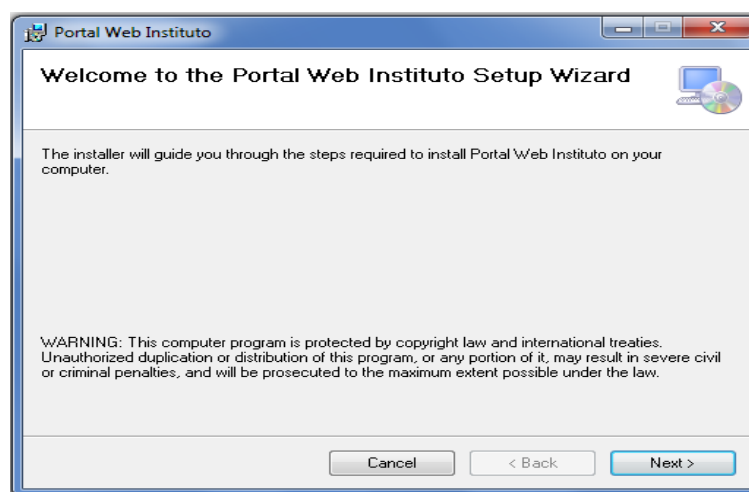 Portal Web Instituto
Welcome to the Portal Web Instituto Setup Wizard
The installer will guide you through the steps required to install Portal Web Instituto on your
computer.
WARNING: This computer program is protected by copyright law and international treaties.
Unauthorized duplication or distribution of this program, or any portion of it, may result in severe civil
or criminal penalties, and will be prosecuted to the maximum extent possible under the law.
Cancel < Back Next >